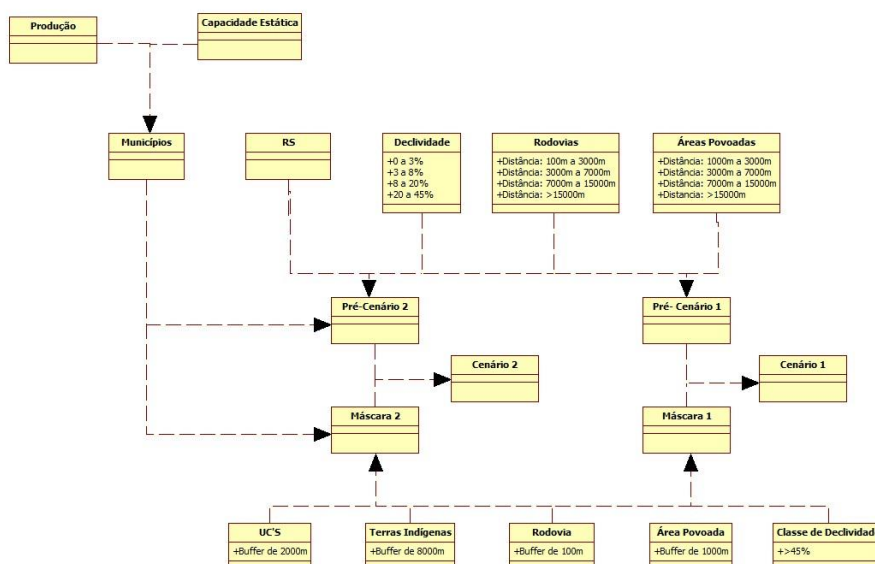 Produção
Capacidade Estática
Municípios
RS
Declividade
+0 a 3%
+3 a 8%
+8 a 20%
+20 a 45%
Rodovias
+Distância: 100m a 3000m
+Distância: 3000m a 7000m
+Distância: 7000m a 15000m
+Distância: >15000m
Áreas Povoadas
+Distância: 1000m a 3000m
+Distância: 3000m a 7000m
+Distância: 7000m a 15000m
+Distancia: >15000m
Pré-Cenário 2
Pré- Cenário 1
Cenário 2
Cenário 1
Máscara 2
Máscara 1
UC'S
+Buffer de 2000m
Terras Indígenas
+Buffer de 8000m
Rodovia
+Buffer de 100m
Área Povoada
+Buffer de 1000m
Classe de Declividade
+>45%